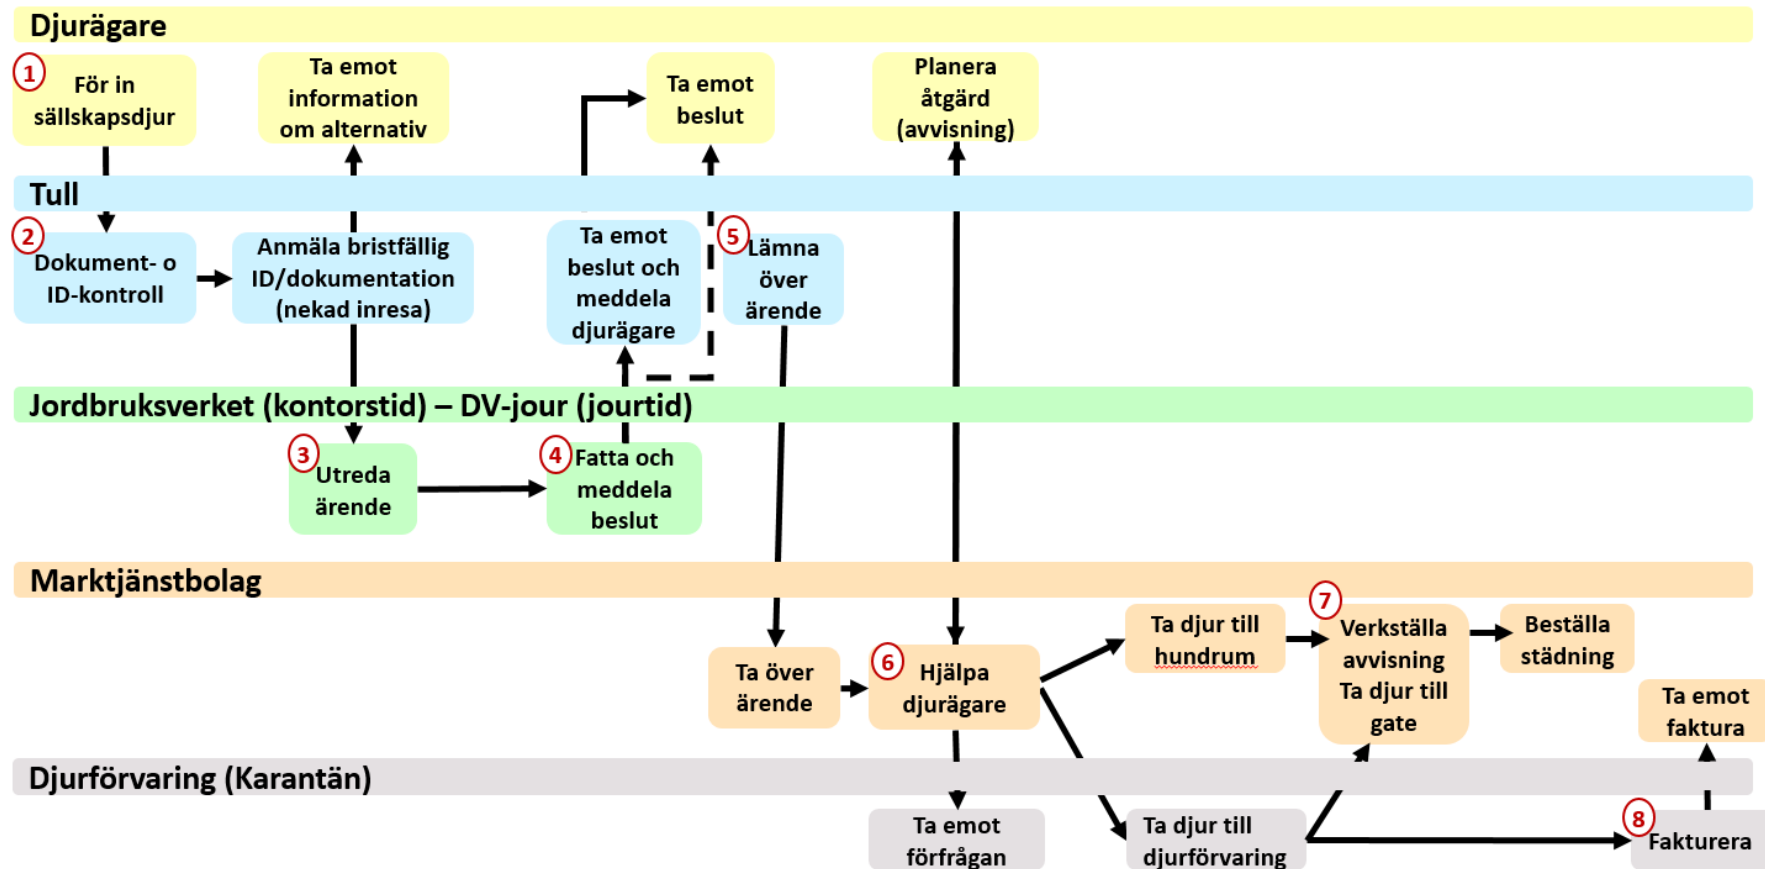 Djurägare
1
För in
sällskapsdjur
Ta emot
information
om alternativ
Ta emot
beslut
Planera
åtgärd
(avvisning)
Tull
2
Dokument- o
ID-kontroll
Anmäla bristfällig
ID/dokumentation
(nekad inresa)
Ta emot
beslut och
meddela
djurägare
5
Lämna
över
ärende
Jordbruksverket (kontorstid) – DV-jour (jourtid)
3
Utreda
ärende
4
Fatta och
meddela
beslut
Marktjänstbolag
Ta över
ärende
6
Hjälpa
djurägare
Ta djur till
hundrum
7
Verkställa
avvisning
Ta djur till
gate
Beställa
städning
Ta emot
faktura
Djurförvaring (Karantän)
Ta emot
förfrågan
Ta djur till
djurförvaring
8
Fakturera